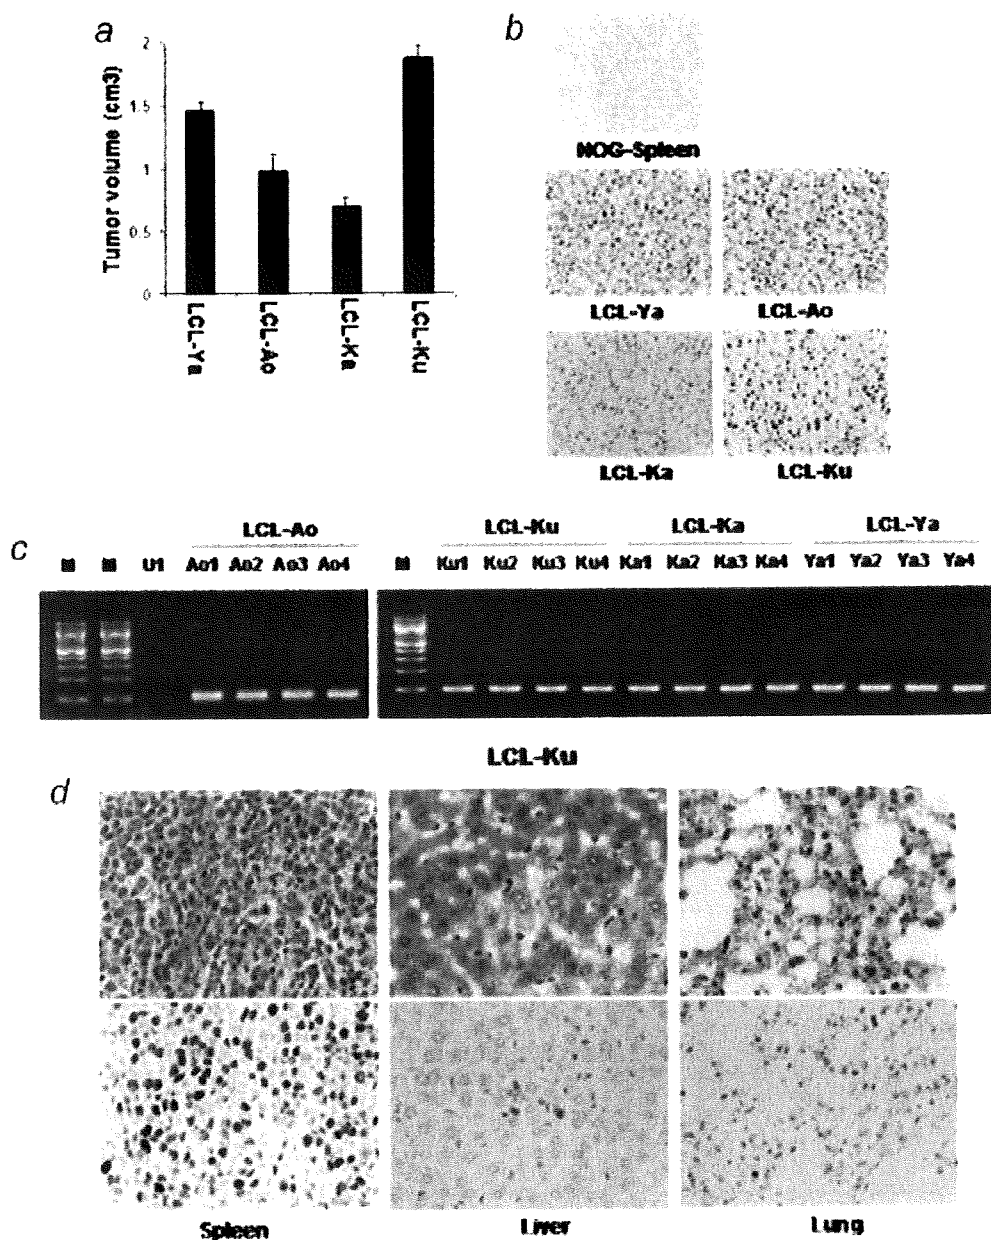 a
Tumor volume (cm3)
2
1.5
1
0.5
0
LCL-Ya
LCL-Ao
LCL-Ka
LCL-Ku
b
NOG-Spleen
LCL-Ya
LCL-Ao
LCL-Ka
LCL-Ku
c
LCL-Ao
LCL-Ku
LCL-Ka
LCL-Ya
M M U1 Ao1 Ao2 Ao3 Ao4
M Ku1 Ku2 Ku3 Ku4 Ka1 Ka2 Ka3 Ka4 Ya1 Ya2 Ya3 Ya4
LCL-Ku
d
Spleen
Liver
Lung